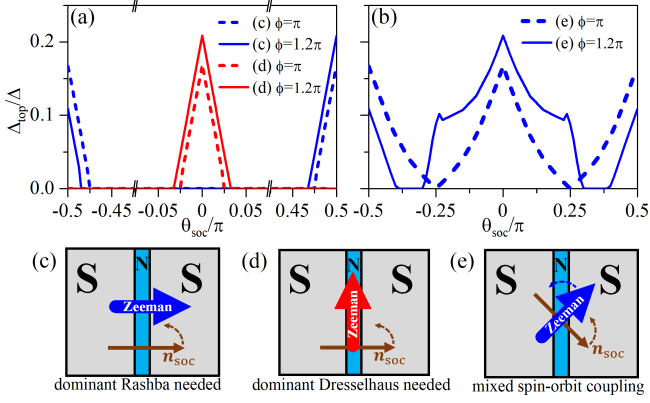 (a)
(c) ϕ=π
(c) ϕ=1.2π
(d) ϕ=π
(d) ϕ=1.2π
Δtop/Δ
0.2
0.1
0.0
-0.5 -0.45 -0.05 0 0.05 0.45 0.5
θsoc/π
(b)
(e) ϕ=π
(e) ϕ=1.2π
-0.5 -0.25 0 0.25 0.5
θsoc/π
(c)
S N S
Zeeman
nsoc
dominant Rashba needed
(d)
S N S
Zeeman
nsoc
dominant Dresselhaus needed
(e)
S N S
Zeeman
nsoc
mixed spin-orbit coupling